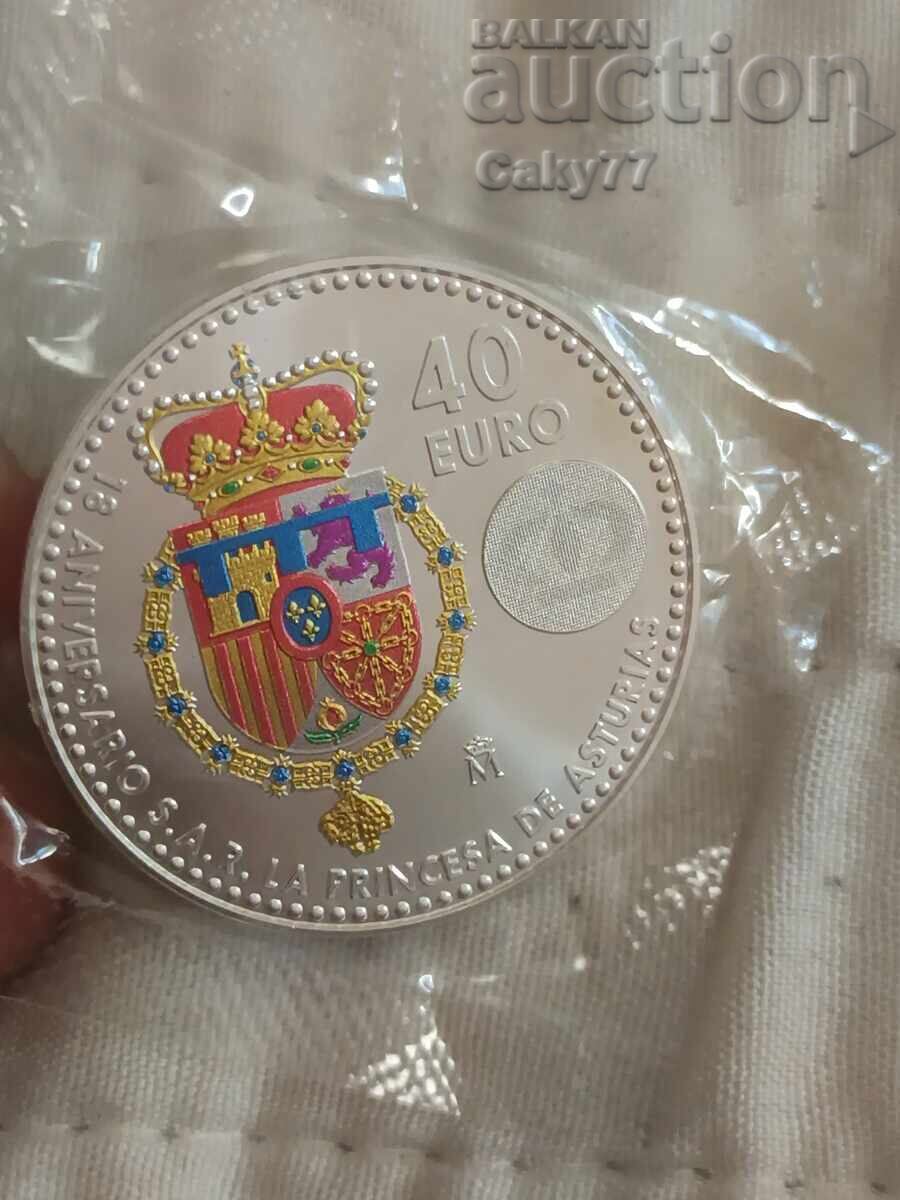 BALKAN
auction
Caky77
40
EURO
18 ANIVERSARIO S.A.R. LA PRINCESA DE ASTURIAS
M